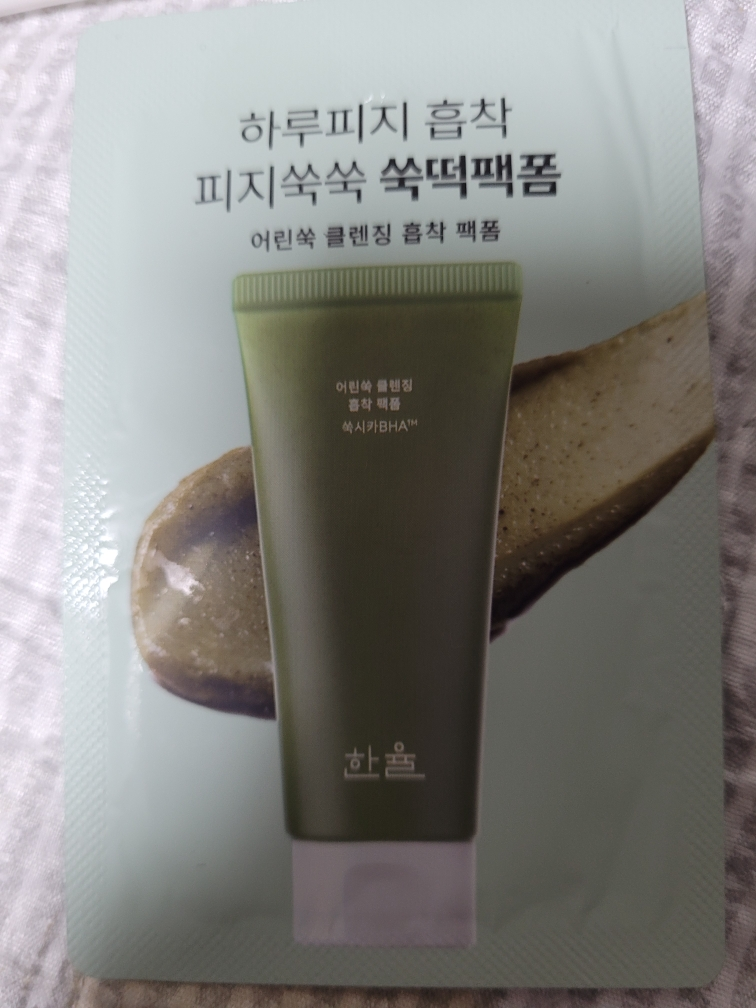 하루피지 흡착
피지쑥쑥 쑥떡팩폼
어린쑥 클렌징 흡착 팩폼
어린쑥 클렌징
흡착 팩폼
쑥시카BHA™
한율